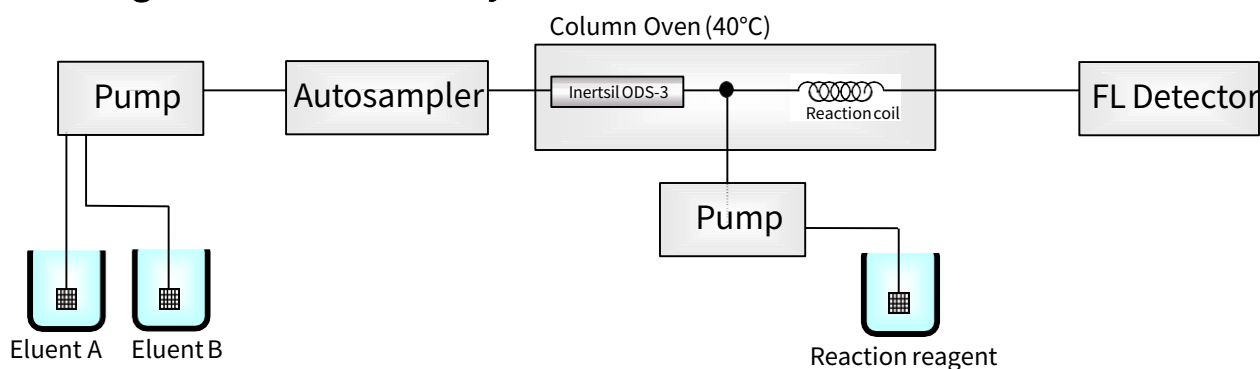 Column Oven (40°C)
Pump
Autosampler
Inertsil ODS-3
Reaction coil
FL Detector
Pump
Eluent A
Eluent B
Reaction reagent